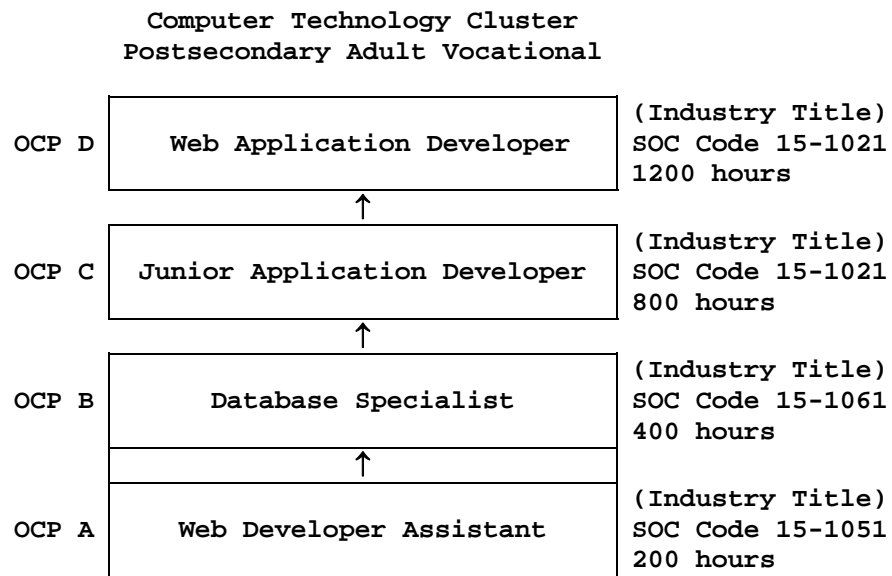 Computer Technology Cluster
Postsecondary Adult Vocational
(Industry Title)
OCP D Web Application Developer SOC Code 15-1021
1200 hours
↑
(Industry Title)
OCP C Junior Application Developer SOC Code 15-1021
800 hours
↑
(Industry Title)
OCP B Database Specialist SOC Code 15-1061
400 hours
↑
(Industry Title)
OCP A Web Developer Assistant SOC Code 15-1051
200 hours